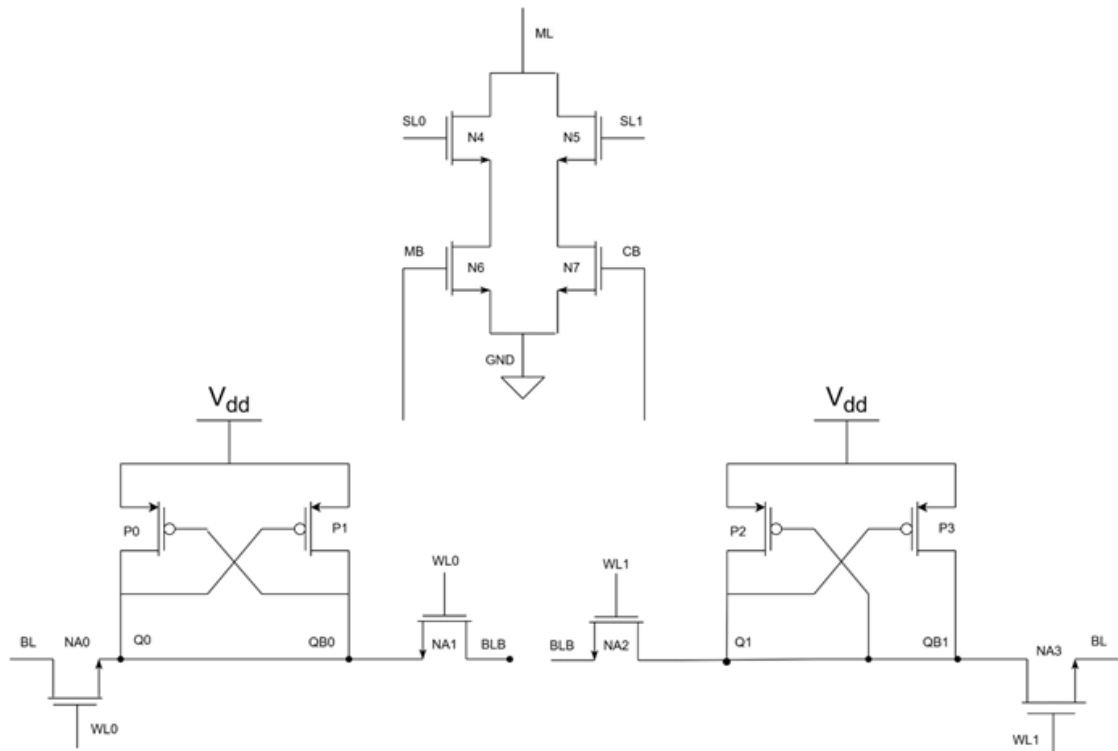 ML
SL0
N4
N5
SL1
MB
N6
N7
CB
GND
Vdd
Vdd
P0
P1
P2
P3
WL0
WL1
BL
NA0
Q0
QB0
NA1
BLB
BLB
NA2
Q1
QB1
NA3
BL
WL0
WL1